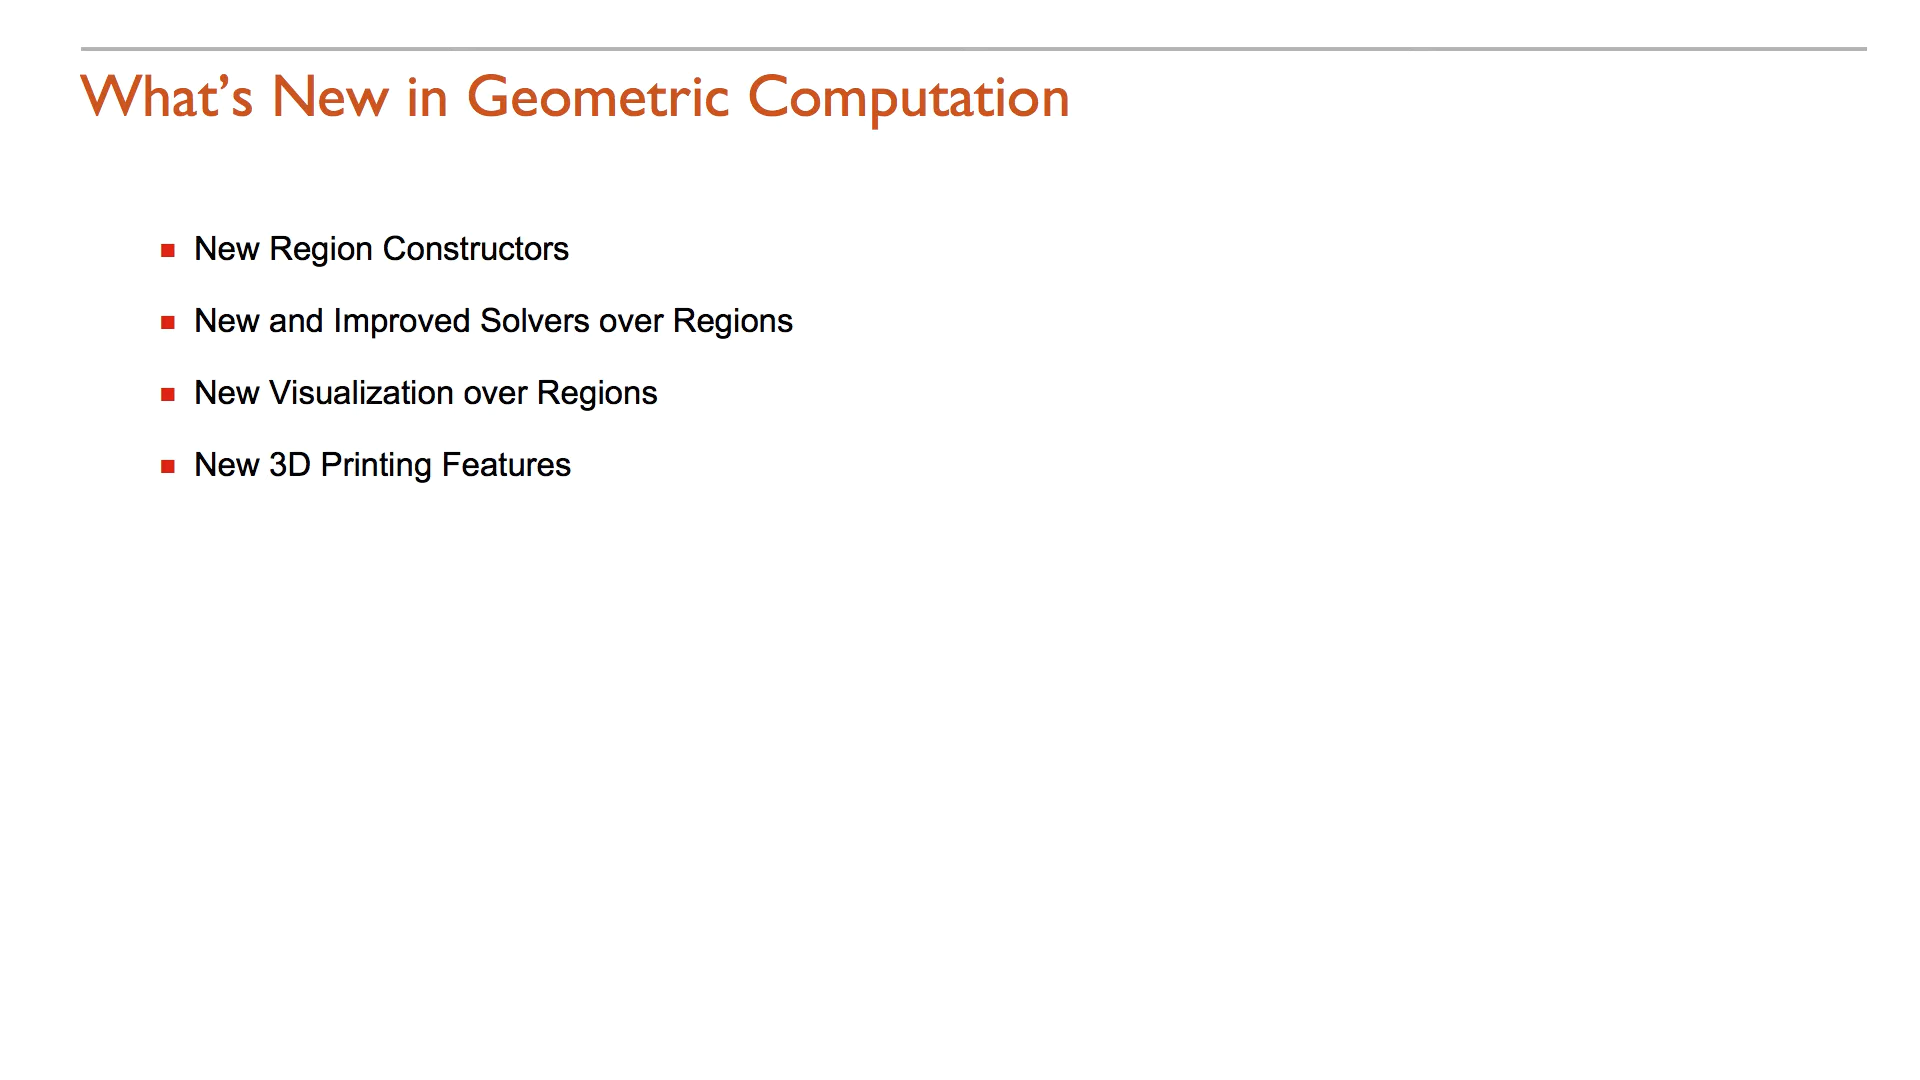 What’s New in Geometric Computation
New Region Constructors
New and Improved Solvers over Regions
New Visualization over Regions
New 3D Printing Features